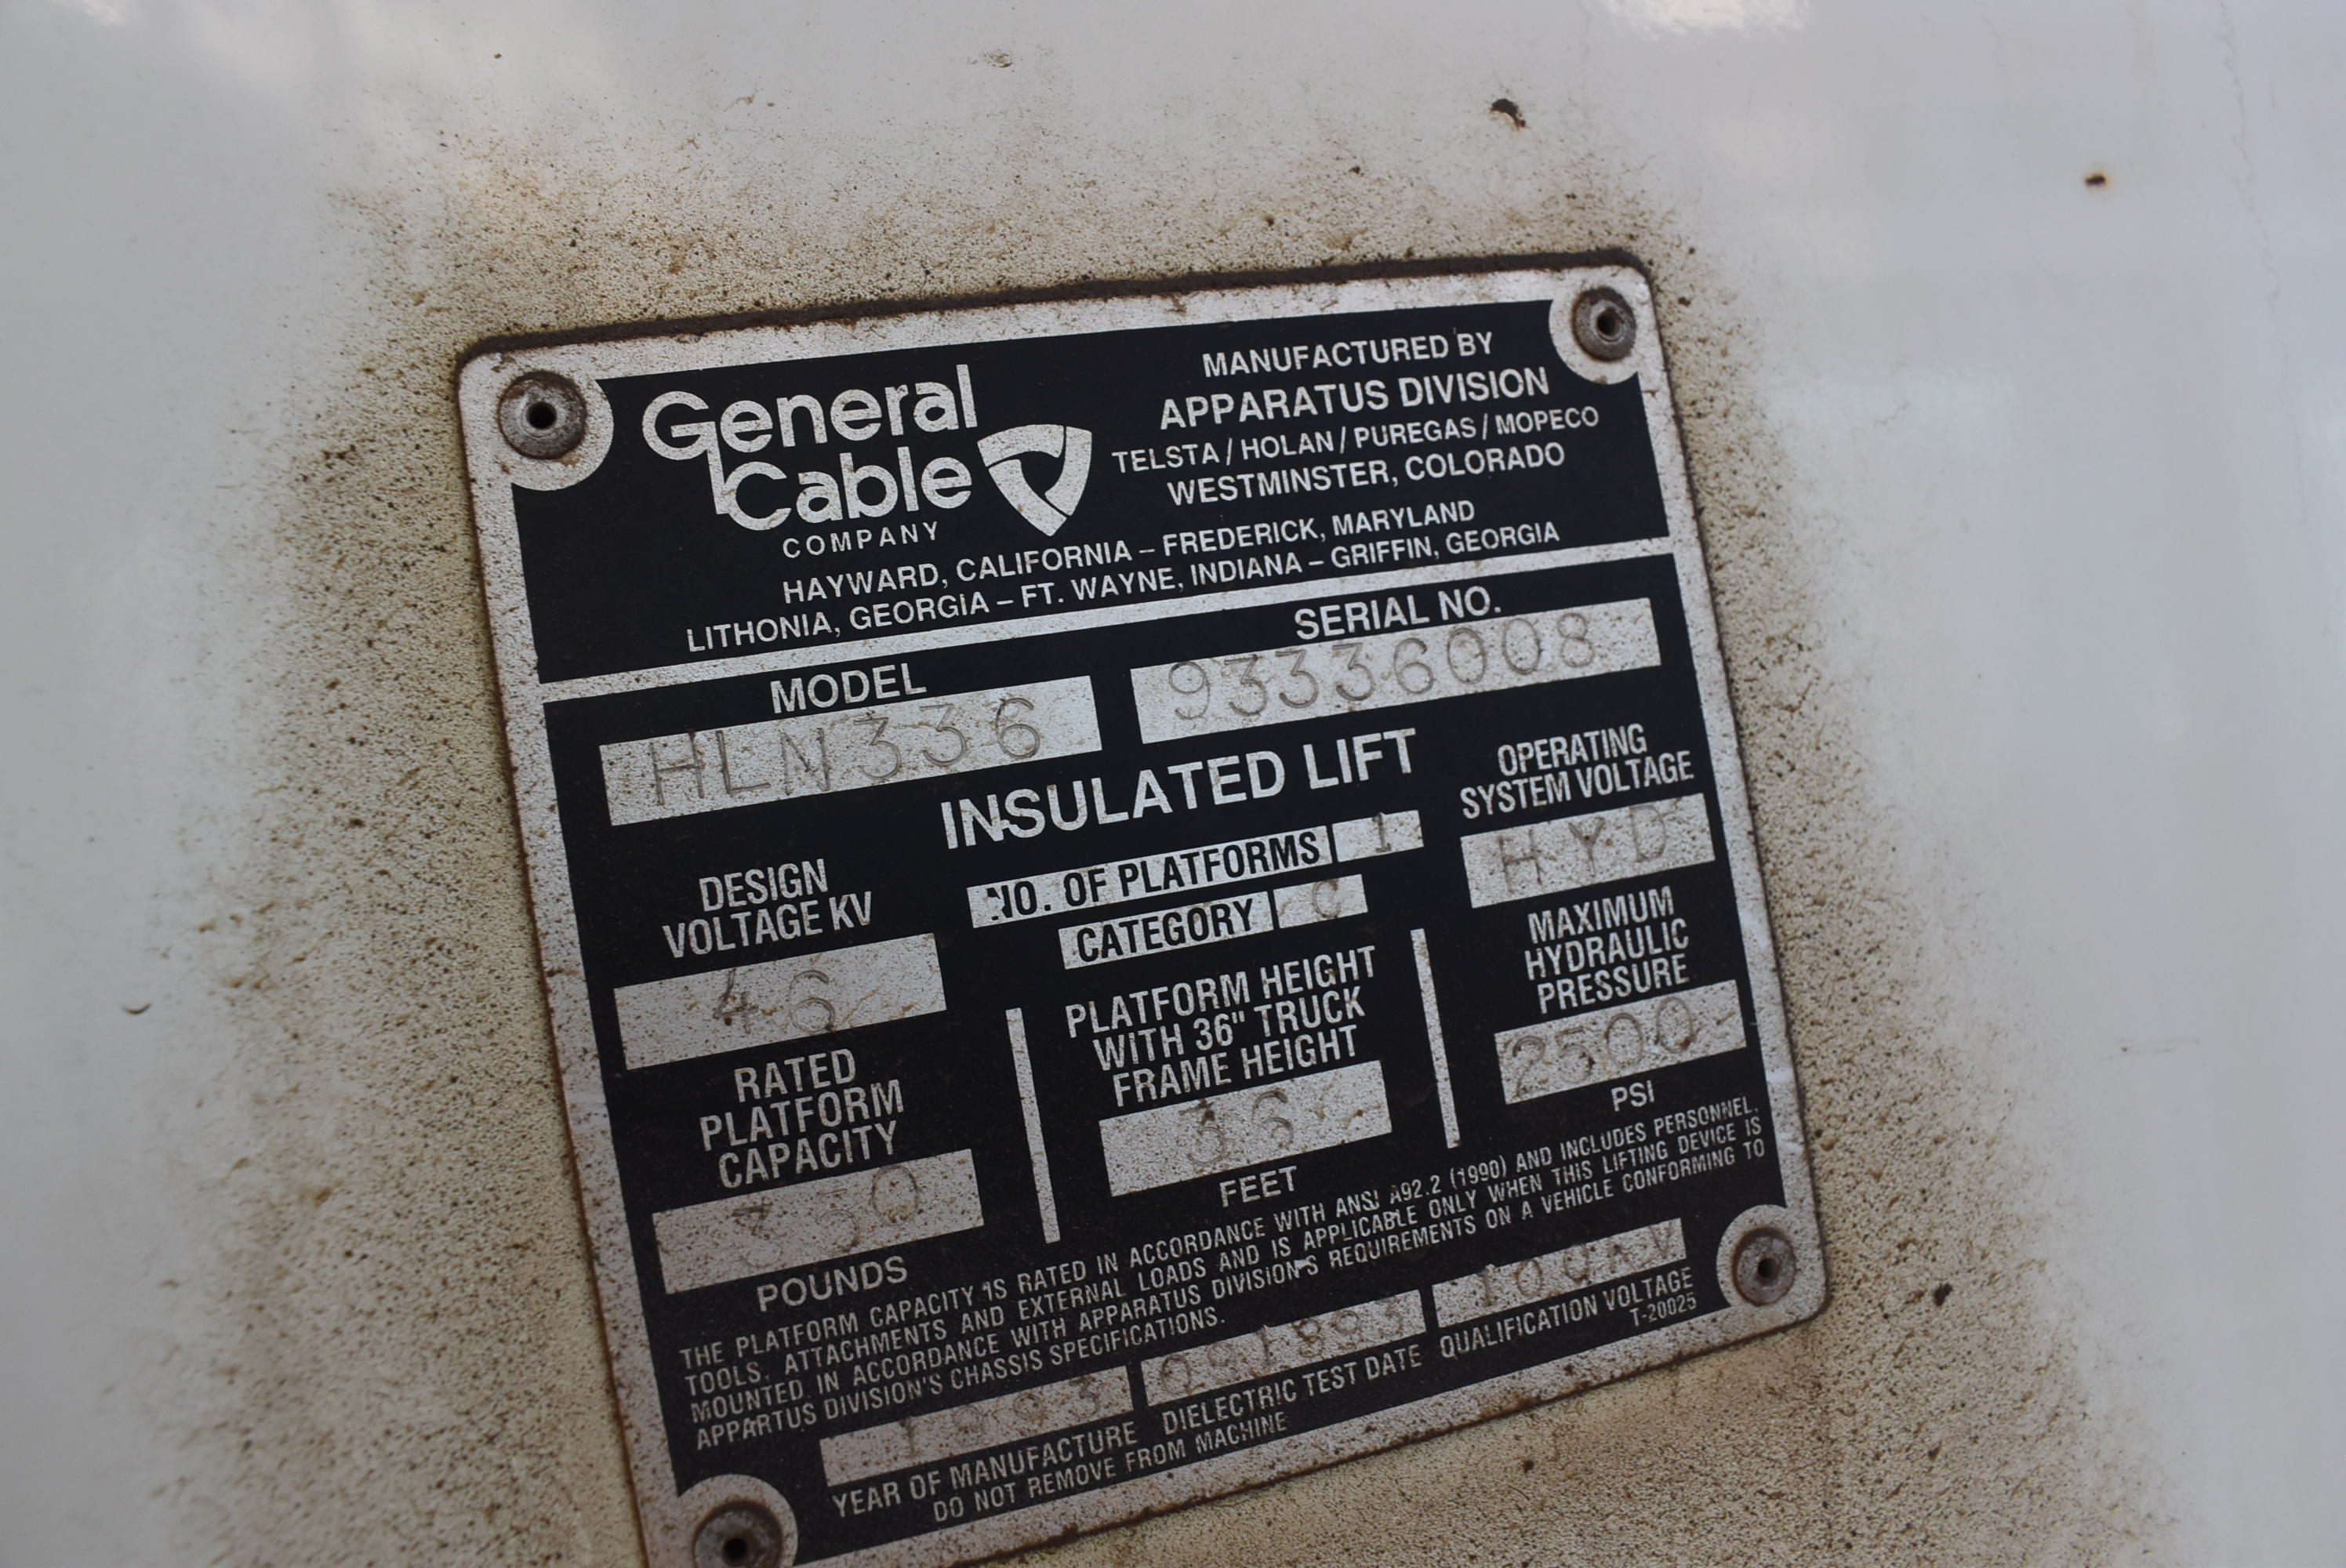 General
Cable
COMPANY
MANUFACTURED BY
APPARATUS DIVISION
TELSTA / HOLAN / PUREGAS / MOPECO
WESTMINSTER, COLORADO
HAYWARD, CALIFORNIA – FREDERICK, MARYLAND
LITHONIA, GEORGIA – FT. WAYNE, INDIANA – GRIFFIN, GEORGIA
MODEL
HLN336
SERIAL NO.
93336008
INSULATED LIFT
OPERATING
SYSTEM VOLTAGE
HYD
NO. OF PLATFORMS 1
CATEGORY C
DESIGN
VOLTAGE KV
46
PLATFORM HEIGHT
WITH 36" TRUCK
FRAME HEIGHT
36
FEET
MAXIMUM
HYDRAULIC
PRESSURE
2500
PSI
RATED
PLATFORM
CAPACITY
350
POUNDS
THE PLATFORM CAPACITY IS RATED IN ACCORDANCE WITH ANSI A92.2 (1990) AND INCLUDES PERSONNEL,
TOOLS, ATTACHMENTS AND EXTERNAL LOADS AND IS APPLICABLE ONLY WHEN THIS LIFTING DEVICE IS
MOUNTED IN ACCORDANCE WITH APPARATUS DIVISION'S REQUIREMENTS ON A VEHICLE CONFORMING TO
APPARTUS DIVISION'S CHASSIS SPECIFICATIONS.
1993
YEAR OF MANUFACTURE
DIELECTRIC TEST DATE
QUALIFICATION VOLTAGE
T-20025
DO NOT REMOVE FROM MACHINE